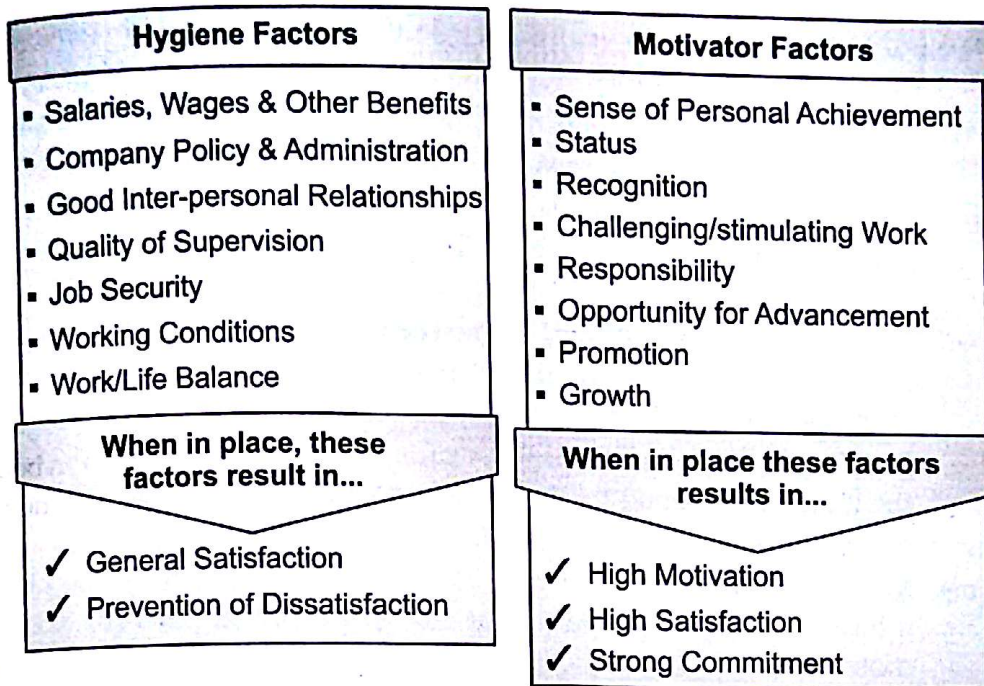 Hygiene Factors
▪ Salaries, Wages & Other Benefits
▪ Company Policy & Administration
▪ Good Inter-personal Relationships
▪ Quality of Supervision
▪ Job Security
▪ Working Conditions
▪ Work/Life Balance
When in place, these
factors result in...
✓ General Satisfaction
✓ Prevention of Dissatisfaction
Motivator Factors
▪ Sense of Personal Achievement
▪ Status
▪ Recognition
▪ Challenging/stimulating Work
▪ Responsibility
▪ Opportunity for Advancement
▪ Promotion
▪ Growth
When in place these factors
results in...
✓ High Motivation
✓ High Satisfaction
✓ Strong Commitment